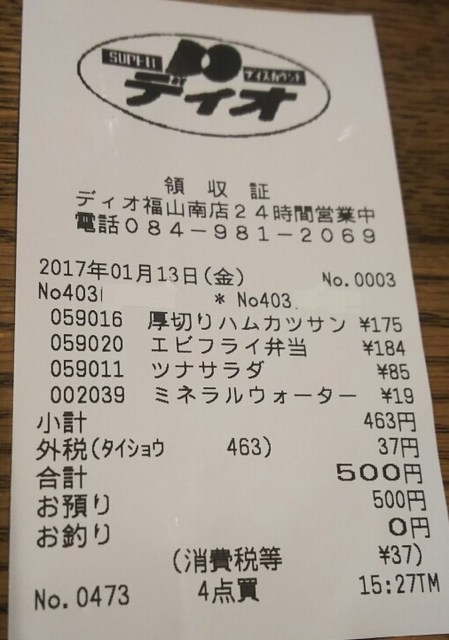 SUPER ディスカウント
ディオ
領収証
ディオ福山南店24時間営業中
電話084-981-2069
2017年01月13日(金) No.0003
No403 * No403
059016 厚切りハムカツサン ¥175
059020 エビフライ弁当 ¥184
059011 ツナサラダ ¥85
002039 ミネラルウォーター ¥19
小計 463円
外税(タイショウ 463) 37円
合計 500円
お預り 500円
お釣り 0円
(消費税等 ¥37)
No.0473 4点買 15:27TM